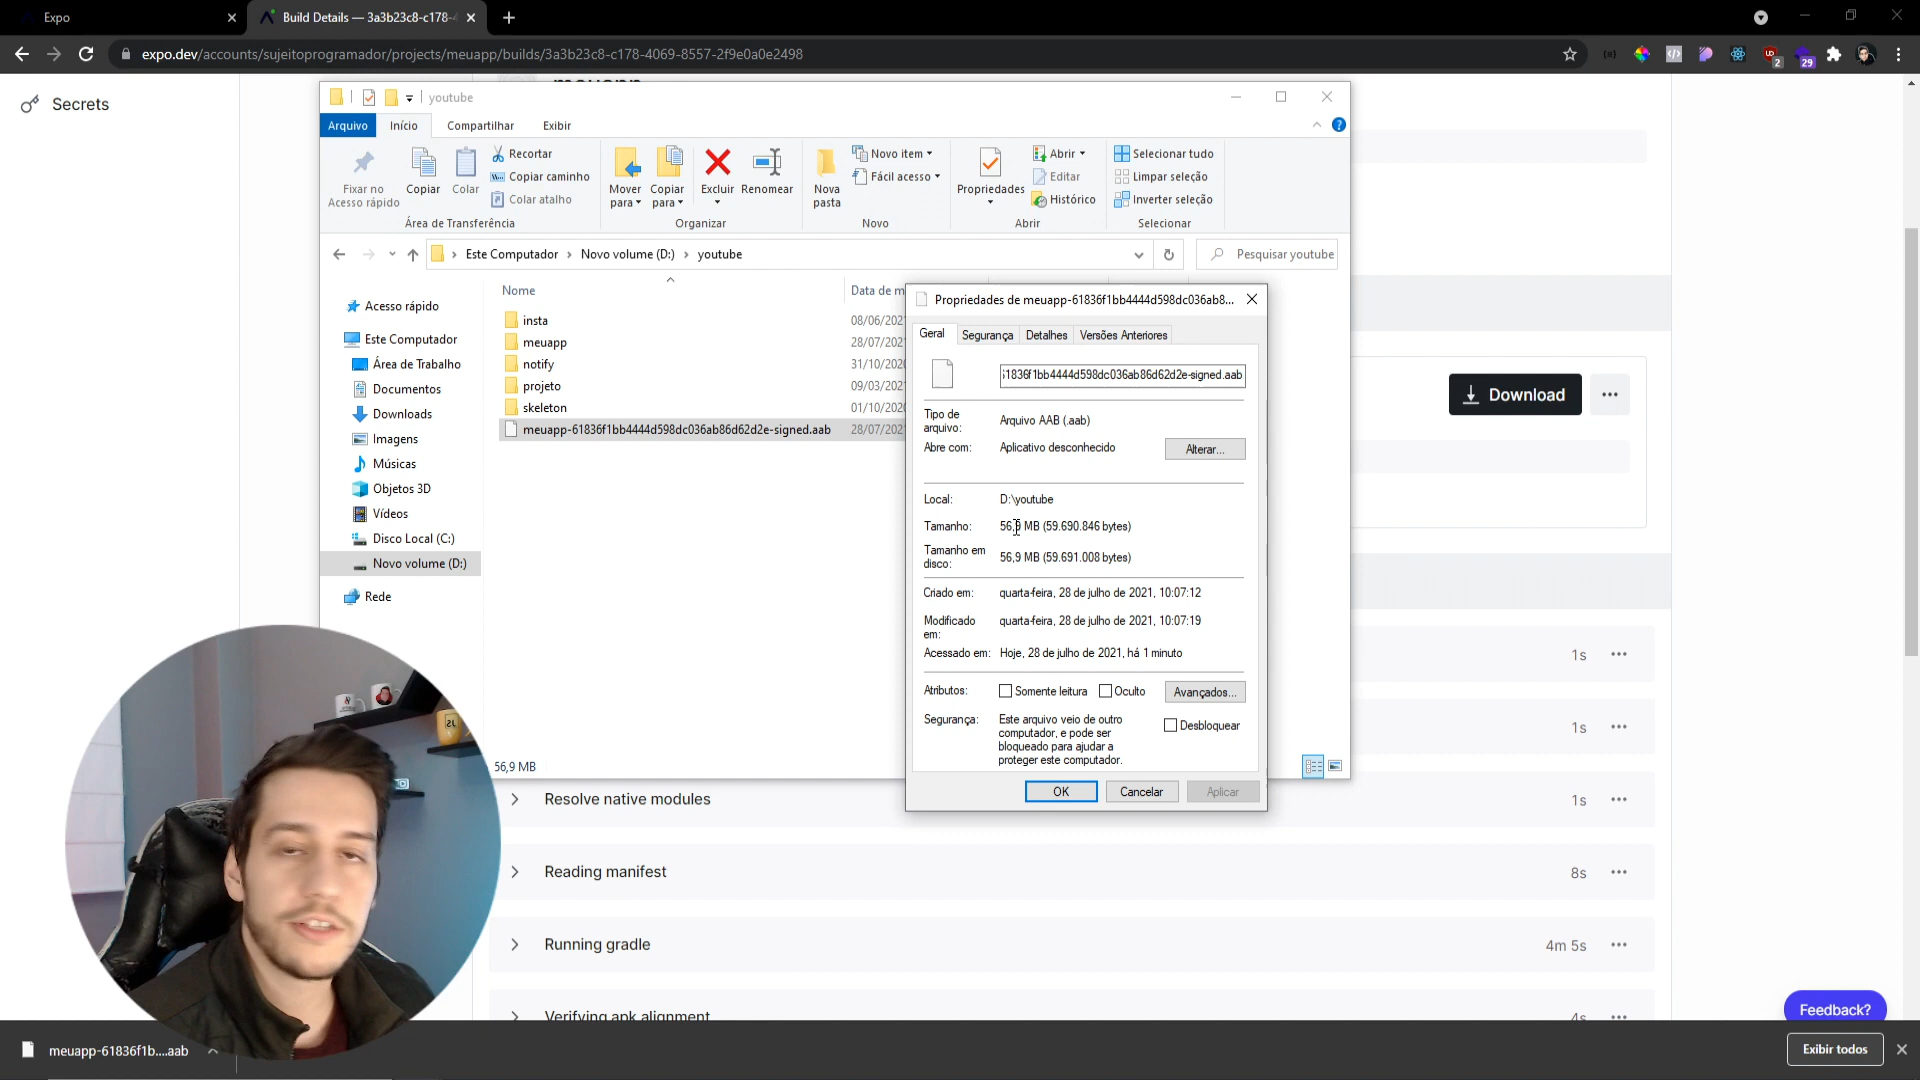 Expo
Build Details — 3a3b23c8-c178-4
expo.dev/accounts/sujeitoprogramador/projects/meuapp/builds/3a3b23c8-c178-4069-8557-2f9e0a0e2498
2
29
Secrets
youtube
Arquivo
Início
Compartilhar
Exibir
Fixar no
Acesso rápido
Copiar
Colar
Recortar
Copiar caminho
Colar atalho
Área de Transferência
Mover
para
Copiar
para
Excluir
Renomear
Organizar
Nova
pasta
Novo item
Fácil acesso
Novo
Propriedades
Abrir
Editar
Histórico
Abrir
Selecionar tudo
Limpar seleção
Inverter seleção
Selecionar
Este Computador
Novo volume (D:)
youtube
Pesquisar youtube
Acesso rápido
Este Computador
Área de Trabalho
Documentos
Downloads
Imagens
Músicas
Objetos 3D
Vídeos
Disco Local (C:)
Novo volume (D:)
Rede
Nome
Data de m
insta
08/06/202
meuapp
28/07/202
notify
31/10/202
projeto
09/03/202
skeleton
01/10/202
meuapp-61836f1bb4444d598dc036ab86d62d2e-signed.aab
28/07/202
56,9 MB
Propriedades de meuapp-61836f1bb4444d598dc036ab8...
Geral
Segurança
Detalhes
Versões Anteriores
61836f1bb4444d598dc036ab86d62d2e-signed.aab
Tipo de
arquivo:
Arquivo AAB (.aab)
Abre com:
Aplicativo desconhecido
Alterar...
Local:
D:\youtube
Tamanho:
56,9 MB (59.690.846 bytes)
Tamanho em
disco:
56,9 MB (59.691.008 bytes)
Criado em:
quarta-feira, 28 de julho de 2021, 10:07:12
Modificado
em:
quarta-feira, 28 de julho de 2021, 10:07:19
Acessado em:
Hoje, 28 de julho de 2021, há 1 minuto
Atributos:
Somente leitura
Oculto
Avançados...
Segurança:
Este arquivo veio de outro
computador, e pode ser
bloqueado para ajudar a
proteger este computador.
Desbloquear
OK
Cancelar
Aplicar
Download
1s
1s
Resolve native modules
1s
Reading manifest
8s
Running gradle
4m 5s
Verifying apk alignment
4s
Feedback?
meuapp-61836f1b....aab
Exibir todos